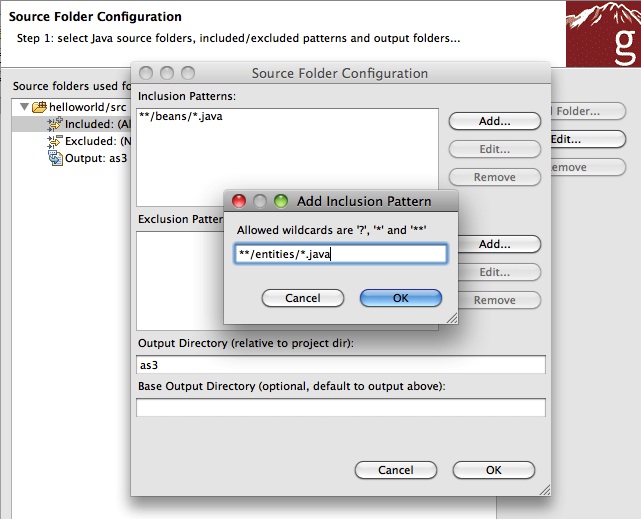 Source Folder Configuration
Step 1: select Java source folders, included/excluded patterns and output folders...
g
Source folders used fo
helloworld/src
Included: (Al
Excluded: (N
Output: as3
Folder...
Edit...
emove
Source Folder Configuration
Inclusion Patterns:
**/beans/*.java
Add...
Edit...
Remove
Exclusion Patter
Add...
Edit...
Remove
Add Inclusion Pattern
Allowed wildcards are '?', '*' and '**'
**/entities/*.java
Cancel
OK
Output Directory (relative to project dir):
as3
Base Output Directory (optional, default to output above):
Cancel
OK